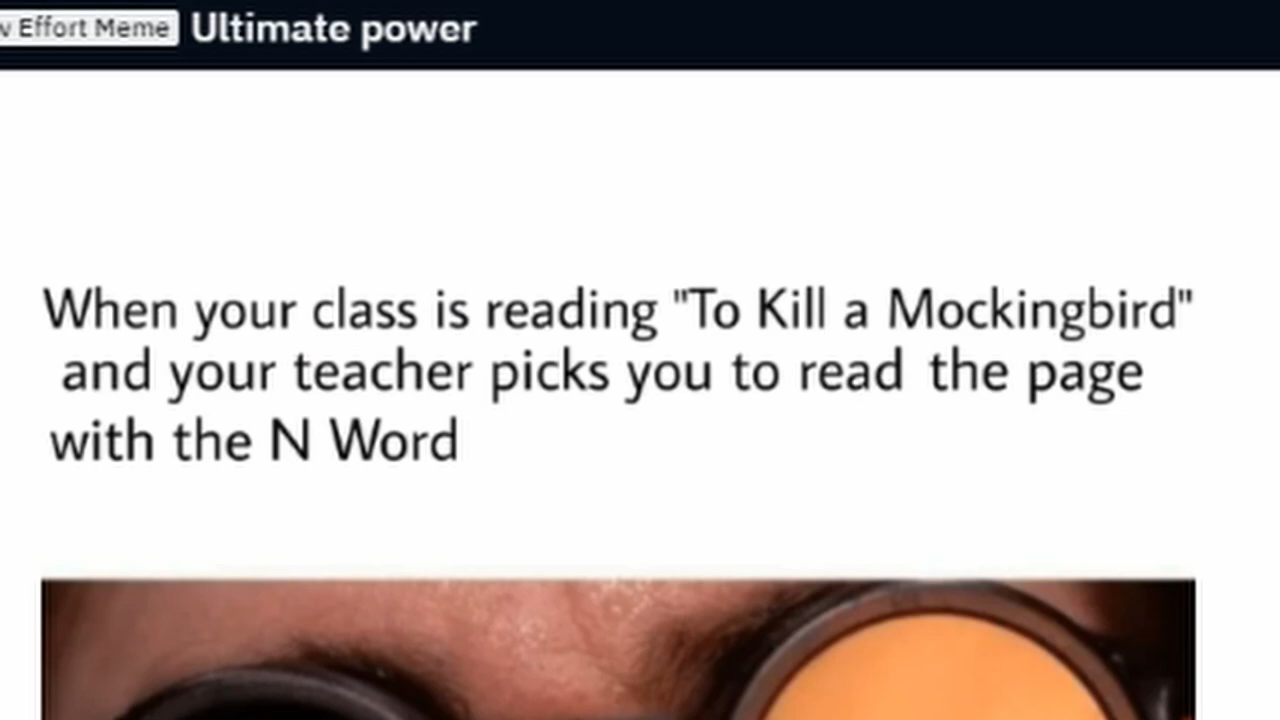 Effort Meme Ultimate power
When your class is reading "To Kill a Mockingbird"
and your teacher picks you to read the page
with the N Word